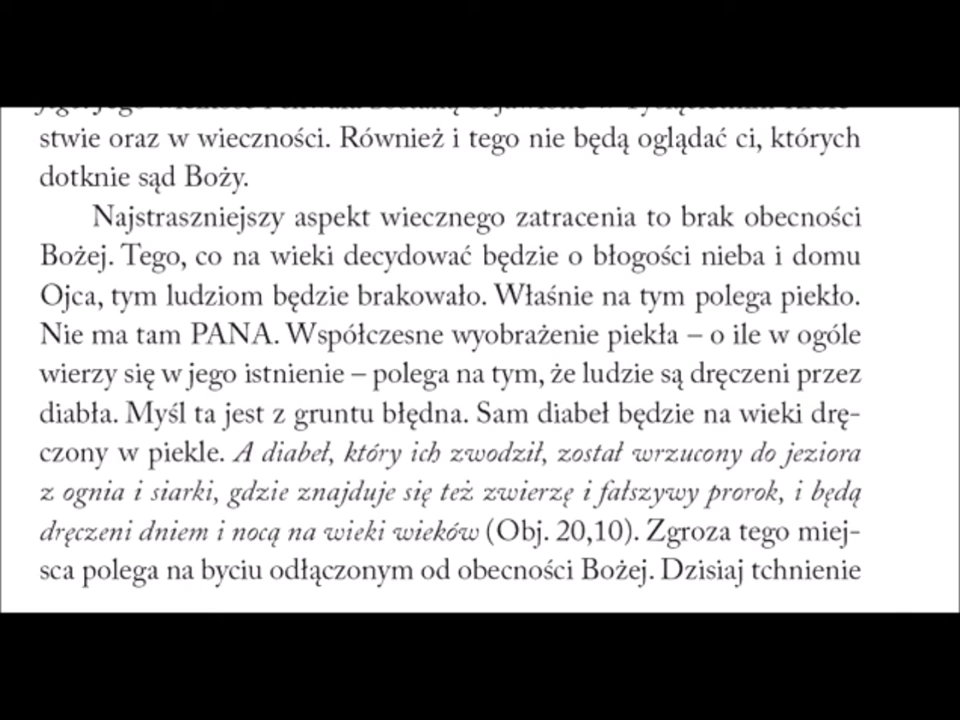 stwie oraz w wieczności. Również i tego nie będą oglądać ci, których
dotknie sąd Boży.
Najstraszniejszy aspekt wiecznego zatracenia to brak obecności
Bożej. Tego, co na wieki decydować będzie o błogości nieba i domu
Ojca, tym ludziom będzie brakowało. Właśnie na tym polega piekło.
Nie ma tam PANA. Współczesne wyobrażenie piekła – o ile w ogóle
wierzy się w jego istnienie – polega na tym, że ludzie są dręczeni przez
diabła. Myśl ta jest z gruntu błędna. Sam diabeł będzie na wieki drę-
czony w piekle. A diabeł, który ich zwodził, został wrzucony do jeziora
z ognia i siarki, gdzie znajduje się też zwierzę i fałszywy prorok, i będą
dręczeni dniem i nocą na wieki wieków (Obj. 20,10). Zgroza tego miej-
sca polega na byciu odłączonym od obecności Bożej. Dzisiaj tchnienie